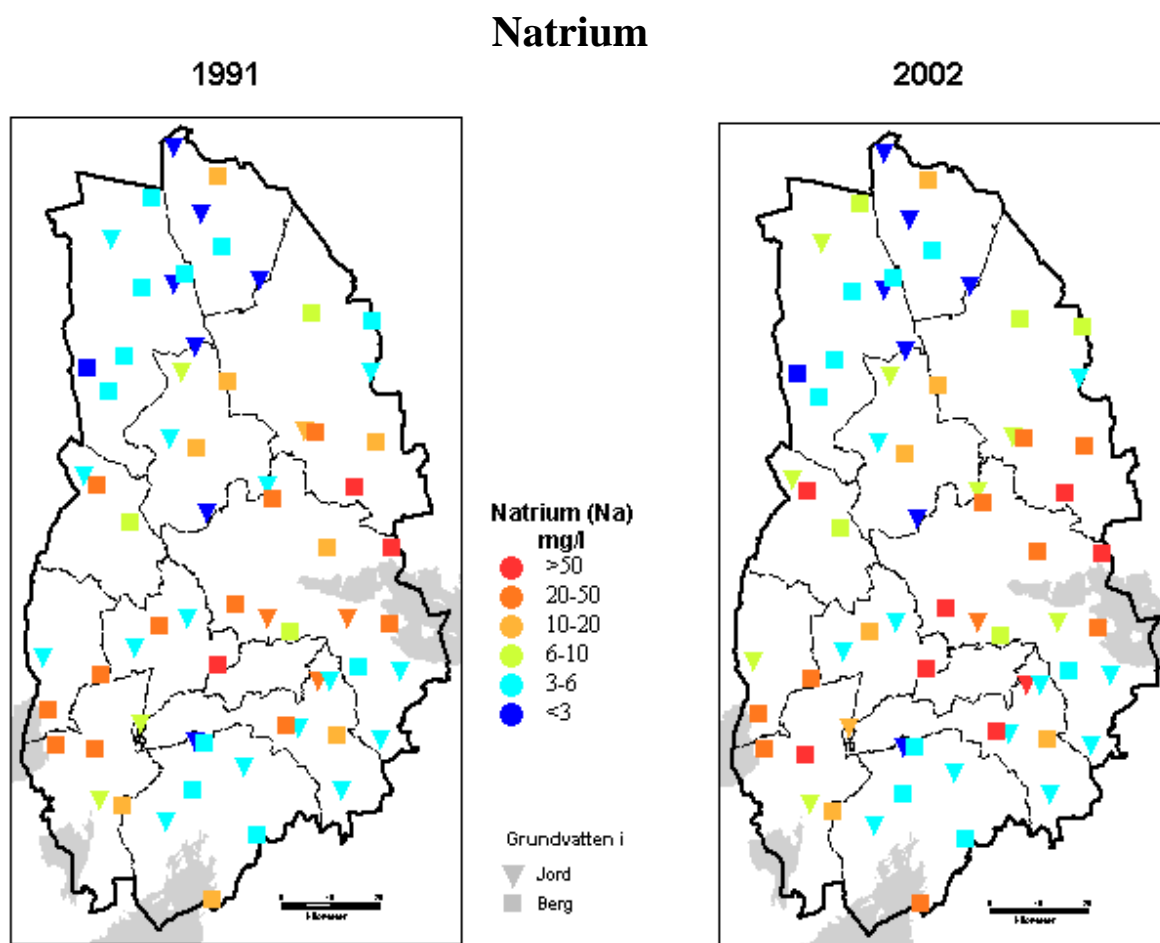 Natrium
1991
2002
Natrium (Na)
mg/l
>50
20-50
10-20
6-10
3-6
<3
Grundvatten i
Jord
Berg